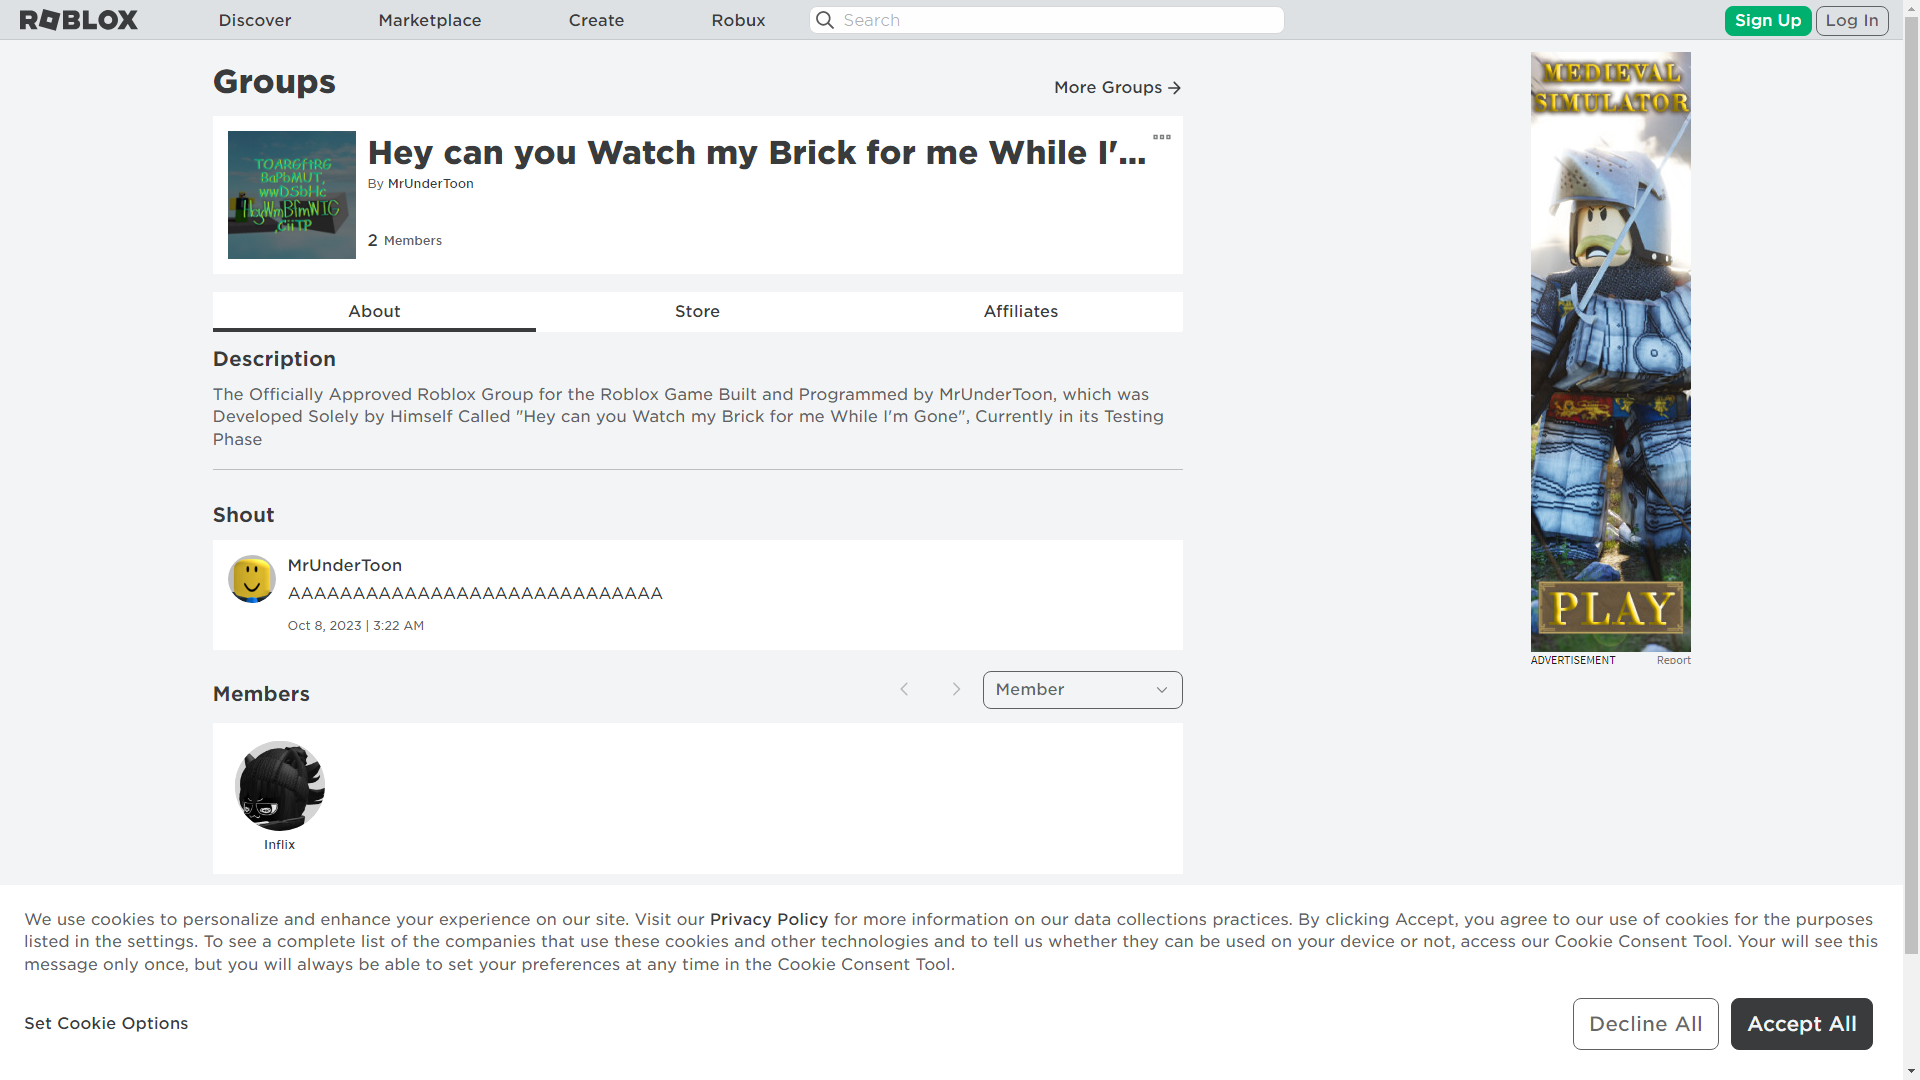 ROBLOX Discover Marketplace Create Robux Search Sign Up Log In
Groups
More Groups
Hey can you Watch my Brick for me While I'...
By MrUnderToon
2 Members
TOARGftRG
BaPbMUT,
wwDSbHc
HcyWmBfmWIG
,CiiTP
About Store Affiliates
Description
The Officially Approved Roblox Group for the Roblox Game Built and Programmed by MrUnderToon, which was
Developed Solely by Himself Called "Hey can you Watch my Brick for me While I'm Gone", Currently in its Testing
Phase
Shout
MrUnderToon
AAAAAAAAAAAAAAAAAAAAAAAAAAAAA
Oct 8, 2023 | 3:22 AM
Members
Member
Inflix
MEDIEVAL
SIMULATOR
PLAY
ADVERTISEMENT Report
We use cookies to personalize and enhance your experience on our site. Visit our Privacy Policy for more information on our data collections practices. By clicking Accept, you agree to our use of cookies for the purposes
listed in the settings. To see a complete list of the companies that use these cookies and other technologies and to tell us whether they can be used on your device or not, access our Cookie Consent Tool. Your will see this
message only once, but you will always be able to set your preferences at any time in the Cookie Consent Tool.
Set Cookie Options
Decline All
Accept All